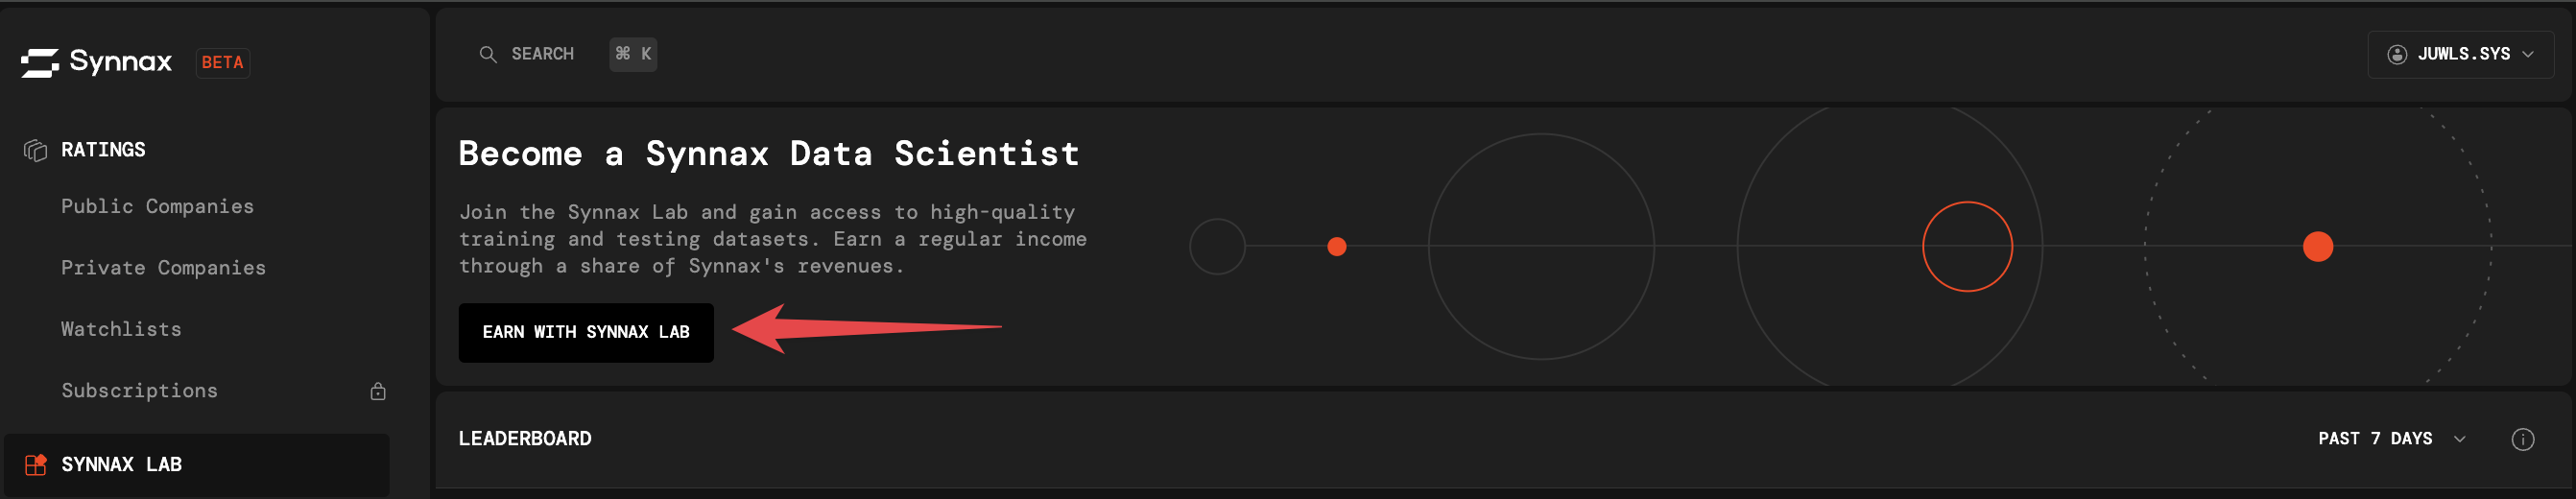 Synnax BETA
RATINGS
Public Companies
Private Companies
Watchlists
Subscriptions
SYNNAX LAB
SEARCH ⌘ K
JUWLS.SYS
Become a Synnax Data Scientist
Join the Synnax Lab and gain access to high-quality
training and testing datasets. Earn a regular income
through a share of Synnax's revenues.
EARN WITH SYNNAX LAB
LEADERBOARD
PAST 7 DAYS